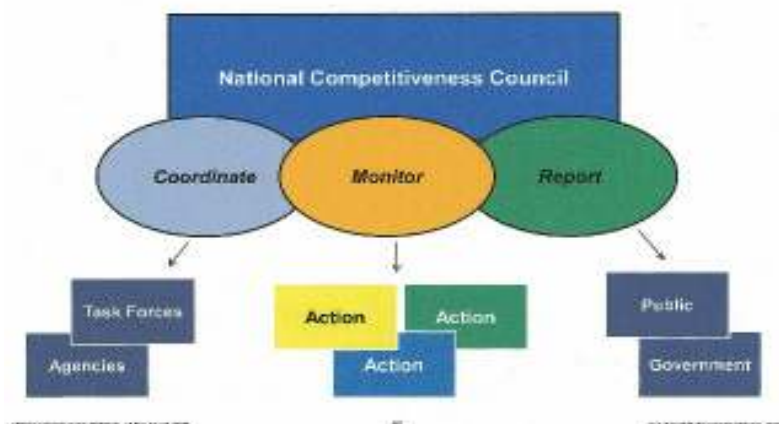 National Competitiveness Council
Coordinate Monitor Report
Task Forces
Agencies
Action Action
Action
Public
Government